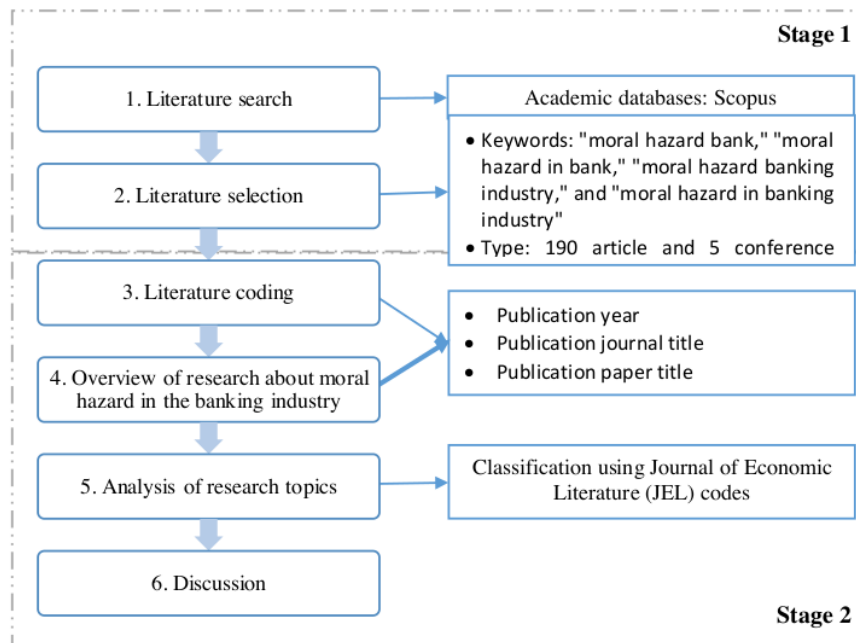 Stage 1
1. Literature search
Academic databases: Scopus
• Keywords: "moral hazard bank," "moral
hazard in bank," "moral hazard banking
industry," and "moral hazard in banking
industry"
• Type: 190 article and 5 conference
2. Literature selection
3. Literature coding
• Publication year
• Publication journal title
• Publication paper title
4. Overview of research about moral
hazard in the banking industry
5. Analysis of research topics
Classification using Journal of Economic
Literature (JEL) codes
6. Discussion
Stage 2